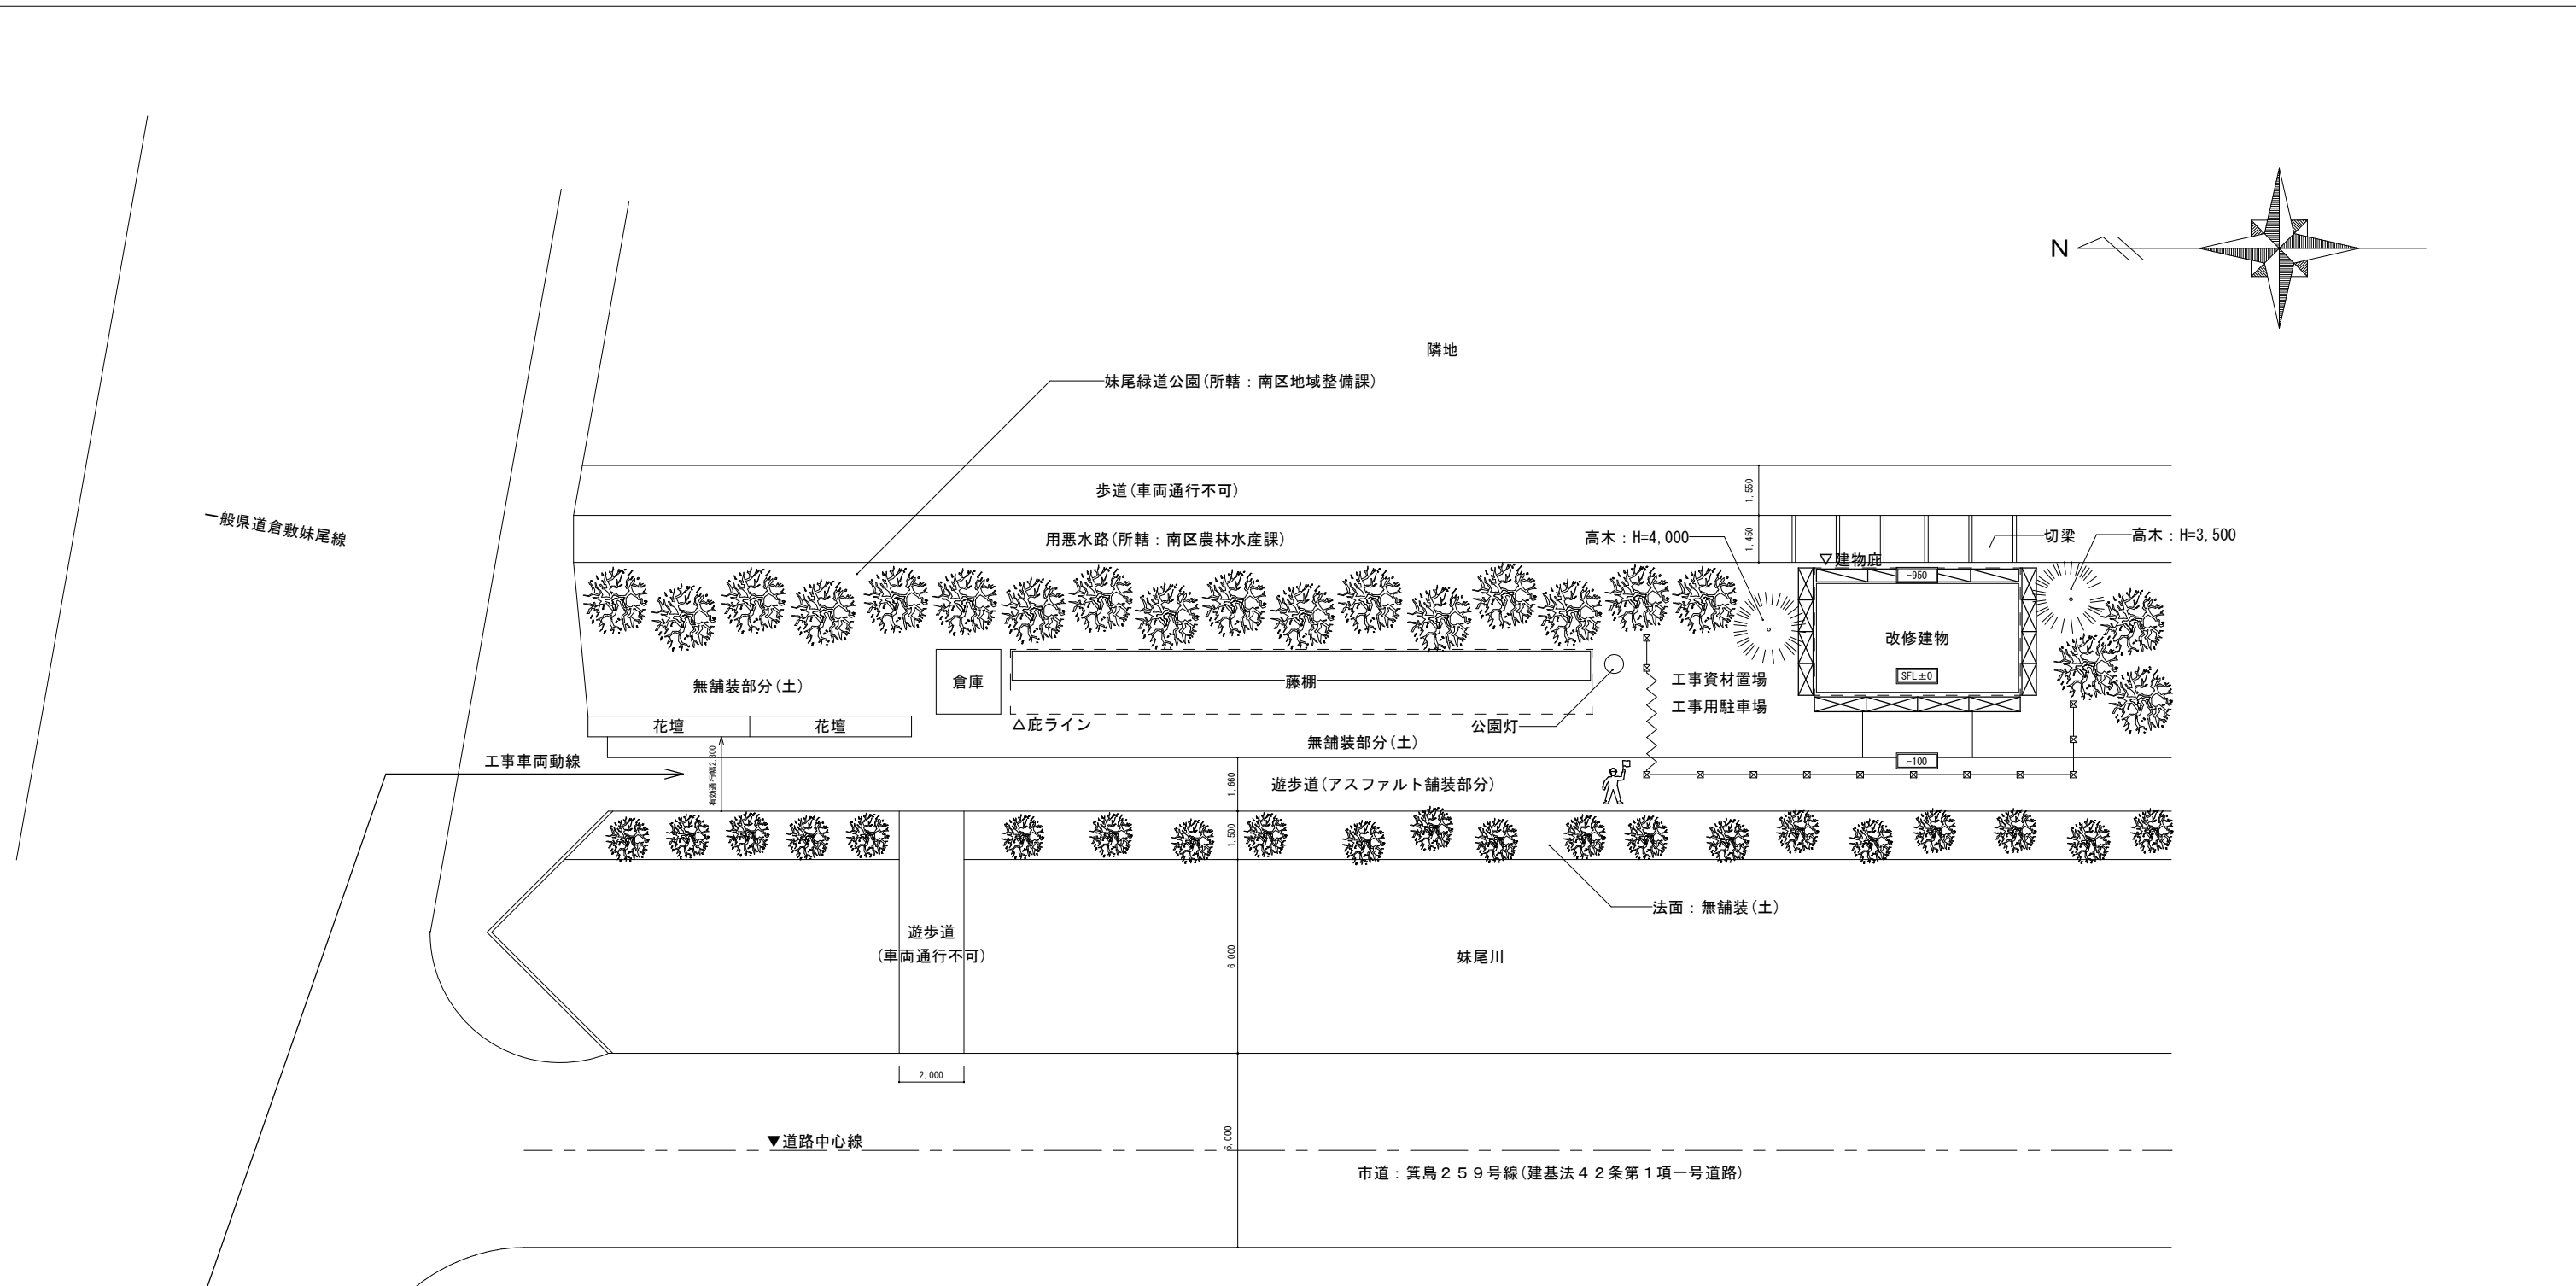 N
隣地
妹尾緑道公園(所轄：南区地域整備課)
歩道(車両通行不可)
1,550
一般県道倉敷妹尾線
用悪水路(所轄：南区農林水産課)
高木：H=4,000
1,450
切梁
高木：H=3,500
▽建物庇
-950
改修建物
SFL±0
無舗装部分(土)
倉庫
藤棚
工事資材置場
工事用駐車場
花壇
花壇
△庇ライン
公園灯
無舗装部分(土)
工事車両動線
有効通行幅2,300
-100
1,660
遊歩道(アスファルト舗装部分)
1,500
法面：無舗装(土)
遊歩道
(車両通行不可)
6,000
妹尾川
2,000
▼道路中心線
6,000
市道：箕島２５９号線(建基法４２条第１項一号道路)